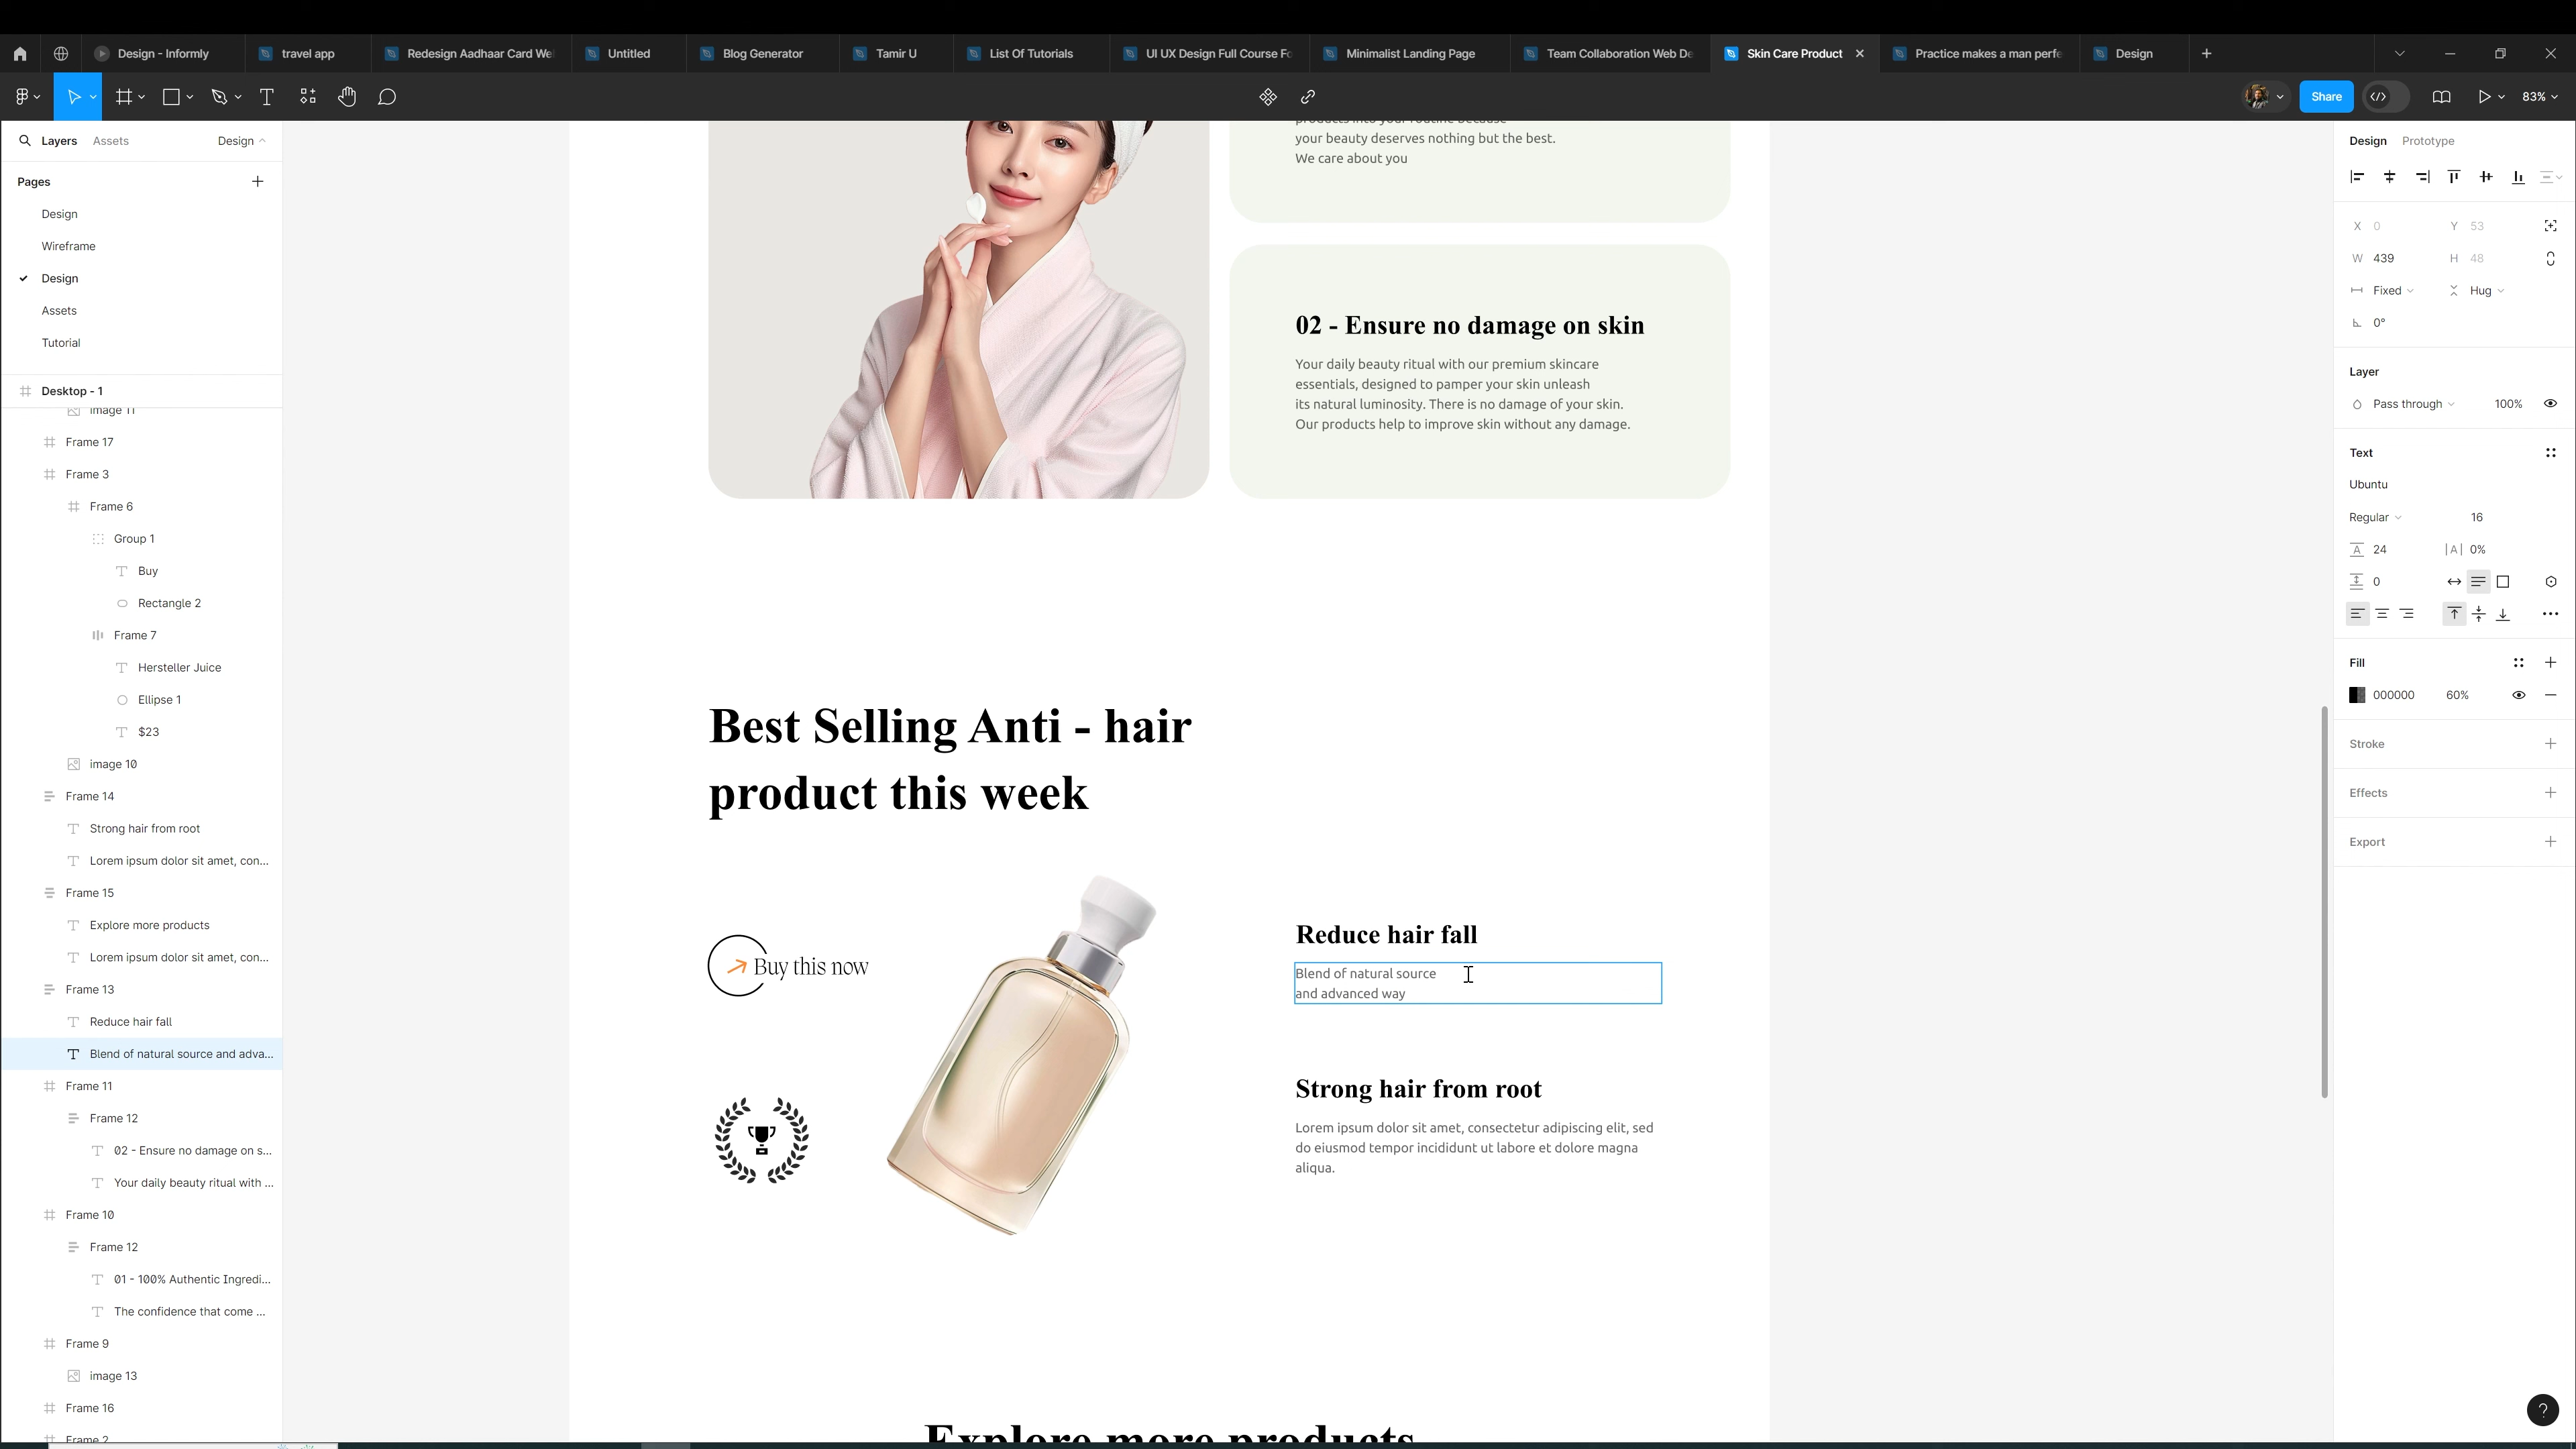 Design - Informly
travel app
Redesign Aadhaar Card We
Untitled
Blog Generator
Tamir U
List Of Tutorials
UI UX Design Full Course Fo
Minimalist Landing Page
Team Collaboration Web De
Skin Care Product
Practice makes a man perfe
Design
Share
83%
Layers
Assets
Design
Pages
Design
Wireframe
Design
Assets
Tutorial
Desktop - 1
image 11
Frame 17
Frame 3
Frame 6
Group 1
Buy
Rectangle 2
Frame 7
Hersteller Juice
Ellipse 1
$23
image 10
Frame 14
Strong hair from root
Lorem ipsum dolor sit amet, con...
Frame 15
Explore more products
Lorem ipsum dolor sit amet, con...
Frame 13
Reduce hair fall
Blend of natural source and adva...
Frame 11
Frame 12
02 - Ensure no damage on s...
Your daily beauty ritual with ...
Frame 10
Frame 12
01 - 100% Authentic Ingredi...
The confidence that come ...
Frame 9
image 13
Frame 16
Frame 2
products into your routine because
your beauty deserves nothing but the best.
We care about you
02 - Ensure no damage on skin
Your daily beauty ritual with our premium skincare
essentials, designed to pamper your skin unleash
its natural luminosity. There is no damage of your skin.
Our products help to improve skin without any damage.
Best Selling Anti - hair
product this week
Buy this now
Reduce hair fall
Blend of natural source
and advanced way
Strong hair from root
Lorem ipsum dolor sit amet, consectetur adipiscing elit, sed
do eiusmod tempor incididunt ut labore et dolore magna
aliqua.
Explore more products
Design
Prototype
X 0
Y 53
W 439
H 48
Fixed
Hug
0°
Layer
Pass through
100%
Text
Ubuntu
Regular
16
24
0%
0
Fill
000000
60%
Stroke
Effects
Export
?